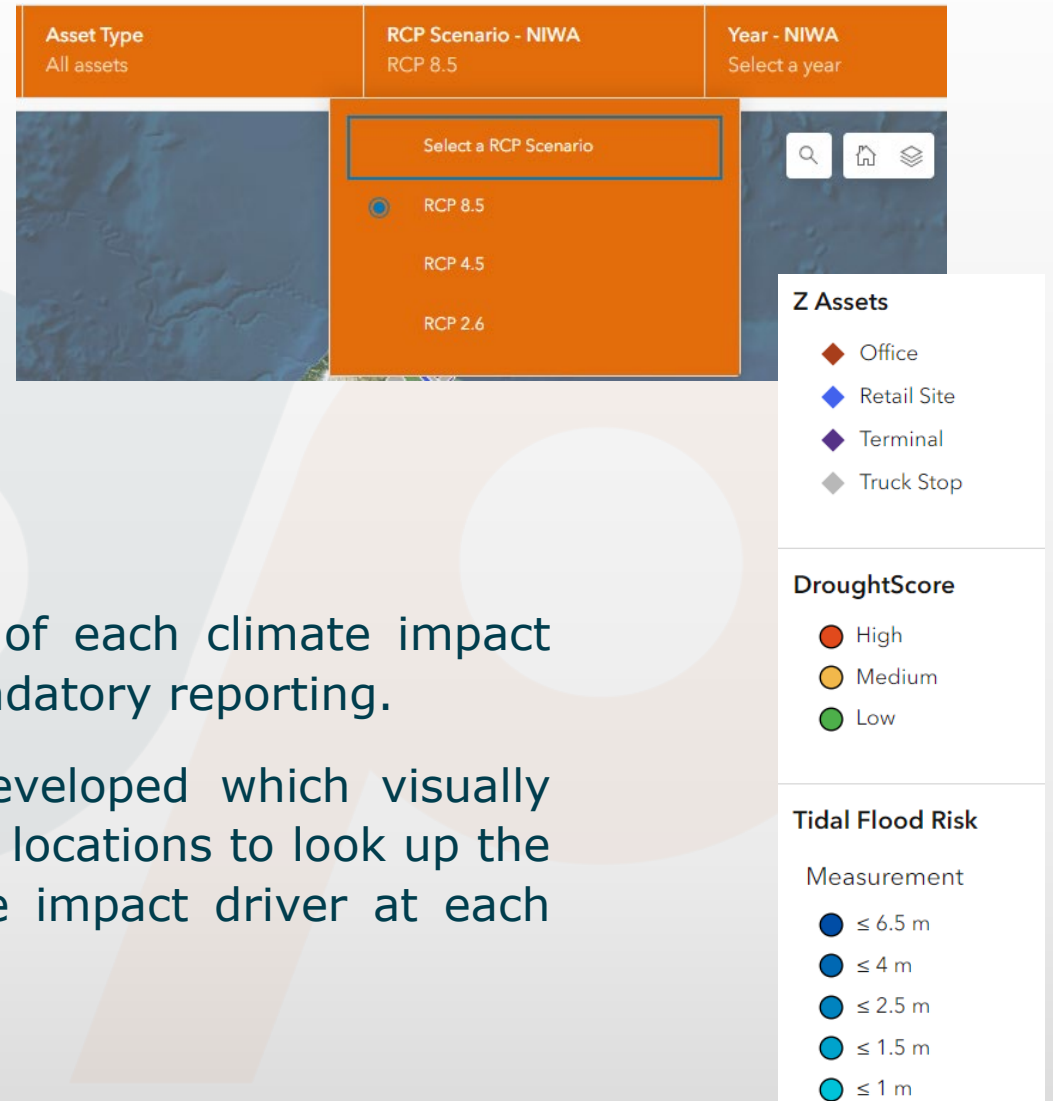 Asset Type
All assets
RCP Scenario - NIWA
RCP 8.5
Year - NIWA
Select a year
Select a RCP Scenario
RCP 8.5
RCP 4.5
RCP 2.6
Z Assets
Office
Retail Site
Terminal
Truck Stop
DroughtScore
High
Medium
Low
Tidal Flood Risk
Measurement
≤ 6.5 m
≤ 4 m
≤ 2.5 m
≤ 1.5 m
≤ 1 m
of each climate impact
ndatory reporting.
eveloped which visually
locations to look up the
e impact driver at each